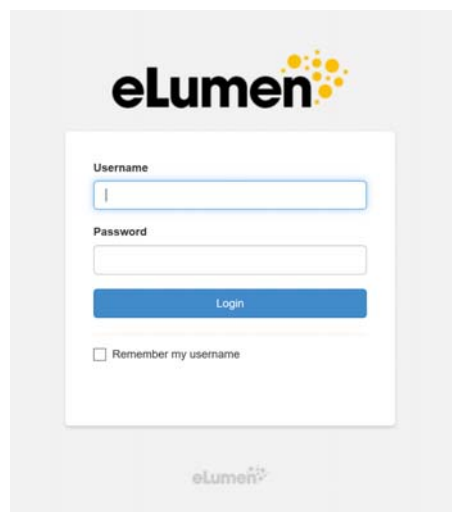 eLumen
Username
Password
Login
Remember my username
eLumen